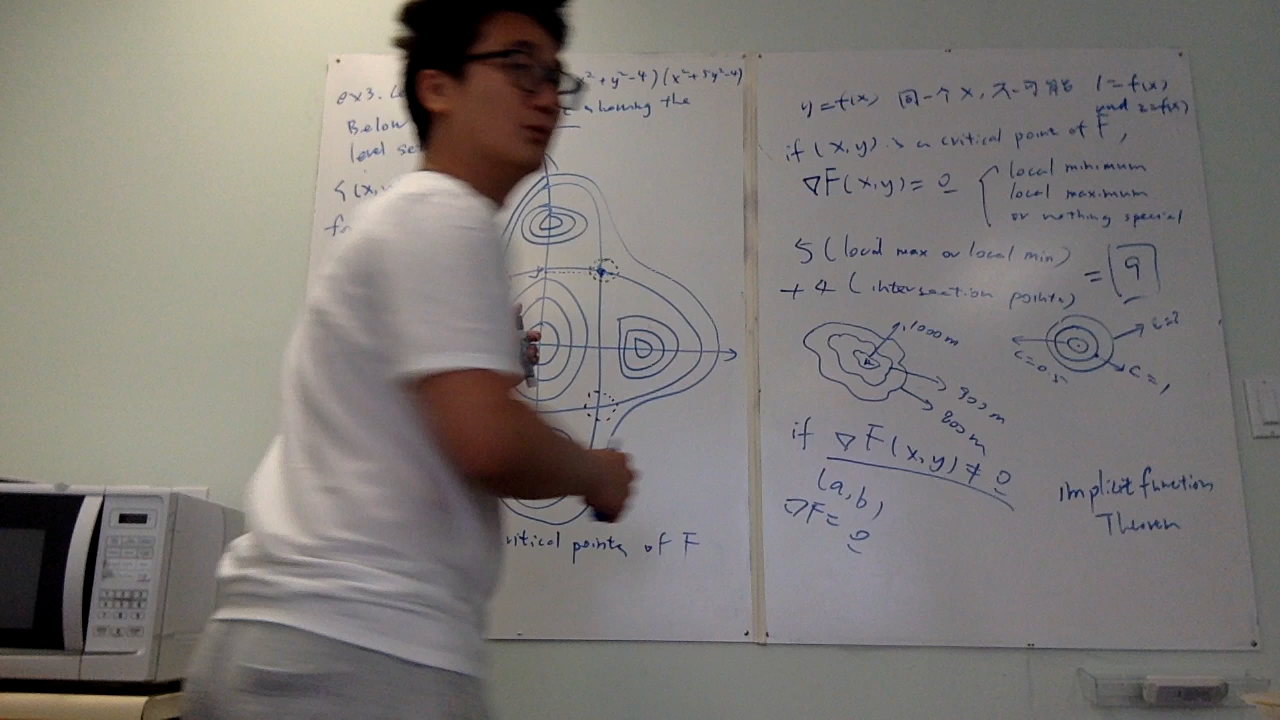 ex3.
x²+y²-4)(x²+5y²-4)
Below
showing the
level se
{(x,
fo
critical points of F
y=f(x) 同一个x,不可能 1=f(x)
and 2=f(x)
if (x,y) is a critical point of F,
∇F(x,y)=0
local minimum
local maximum
or nothing special
5 (local max or local min)
+4 (intersection points)
= 9
1000m
900m
800m
c=2
c=1
c=0.5
if ∇F(x,y)≠0
(a,b)
∇F=0
Implicit function
Theorem